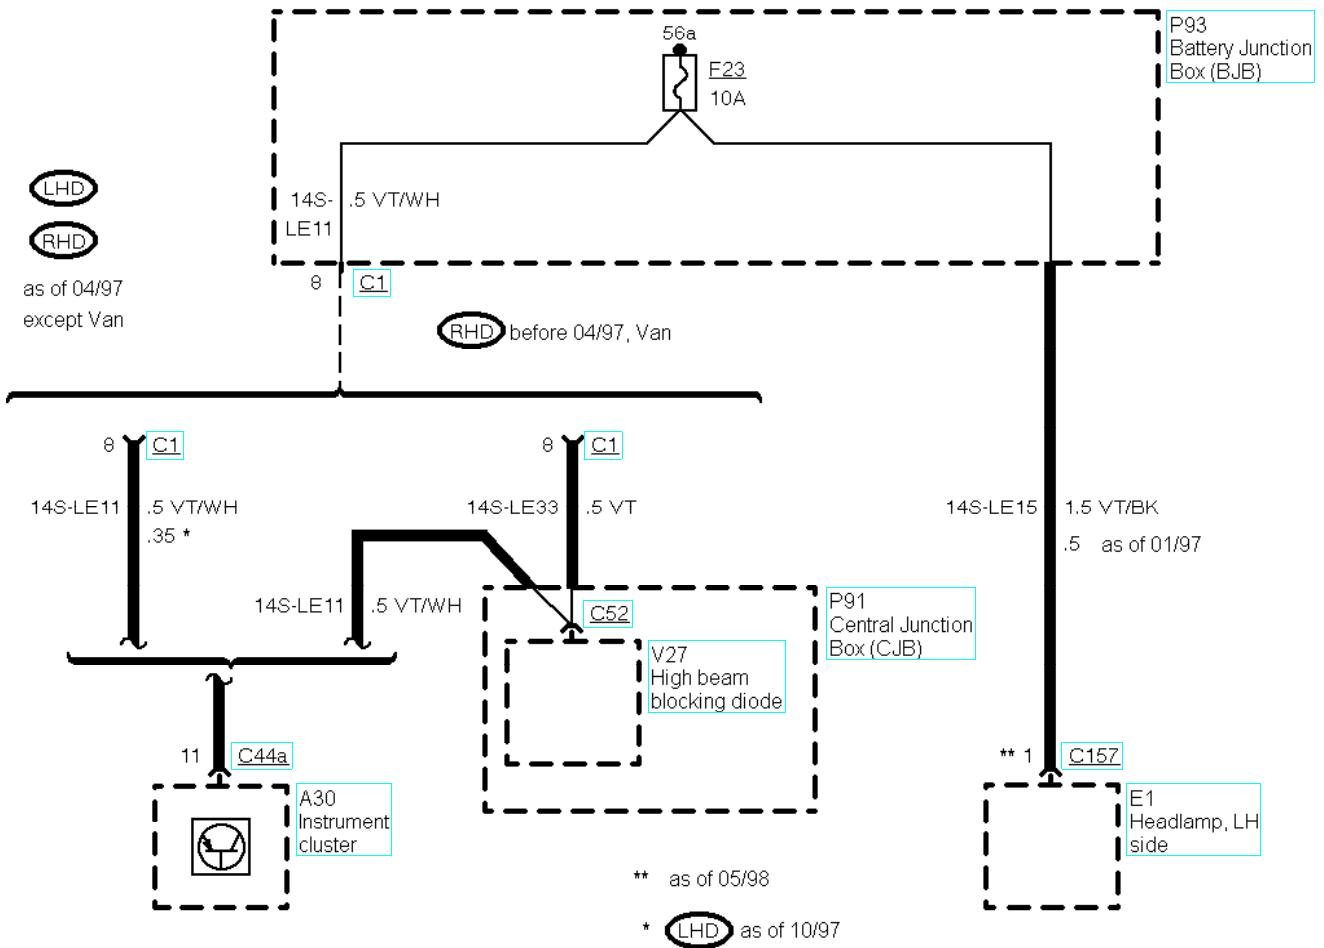 56a
F23
10A
P93
Battery Junction
Box (BJB)
LHD
RHD
as of 04/97
except Van
14S-
LE11
.5 VT/WH
8
C1
RHD before 04/97, Van
8
C1
8
C1
14S-LE11
.5 VT/WH
.35 *
14S-LE33
.5 VT
14S-LE15
1.5 VT/BK
.5 as of 01/97
14S-LE11
.5 VT/WH
C52
P91
Central Junction
Box (CJB)
V27
High beam
blocking diode
11
C44a
** 1
C157
A30
Instrument
cluster
E1
Headlamp, LH
side
** as of 05/98
* LHD as of 10/97